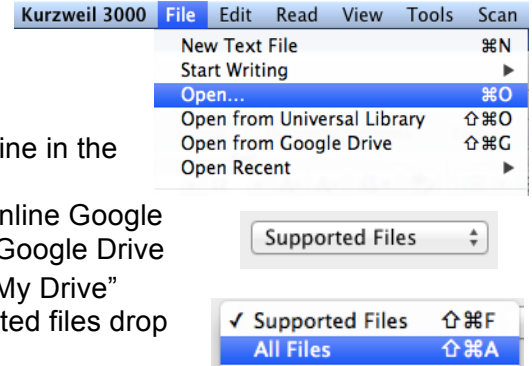 Kurzweil 3000 File Edit Read View Tools Scan
New Text File ⌘N
Start Writing ▶
Open... ⌘O
Open from Universal Library ⇧⌘O
Open from Google Drive ⇧⌘G
Open Recent ▶
ine in the
nline Google
Google Drive
My Drive”
ted files drop
Supported Files
✓ Supported Files ⇧⌘F
All Files ⇧⌘A